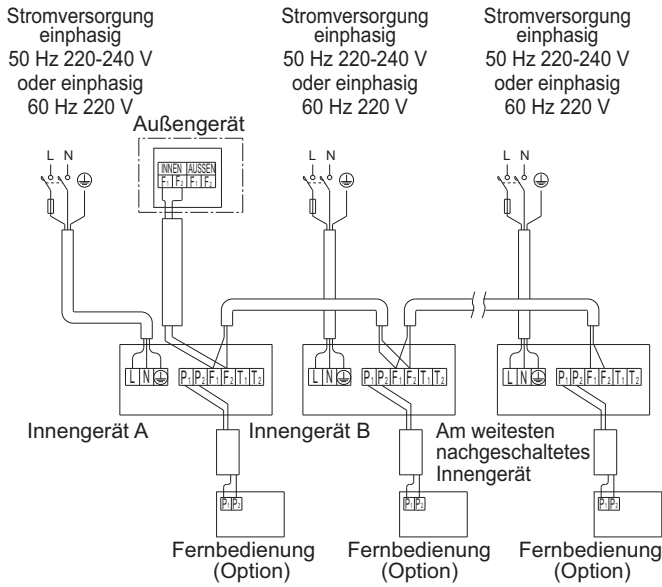 Stromversorgung
einphasig
50 Hz 220-240 V
oder einphasig
60 Hz 220 V
Stromversorgung
einphasig
50 Hz 220-240 V
oder einphasig
60 Hz 220 V
Stromversorgung
einphasig
50 Hz 220-240 V
oder einphasig
60 Hz 220 V
Außengerät
INNEN AUSSEN
F₁ F₂ F₁ F₂
L N
L N
L N
L N
P₁ P₂ F₁ F₂ T₁ T₂
L N
P₁ P₂ F₁ F₂ T₁ T₂
L N
P₁ P₂ F₁ F₂ T₁ T₂
Innengerät A
Innengerät B
Am weitesten
nachgeschaltetes
Innengerät
P₁ P₂
P₁ P₂
P₁ P₂
Fernbedienung
(Option)
Fernbedienung
(Option)
Fernbedienung
(Option)